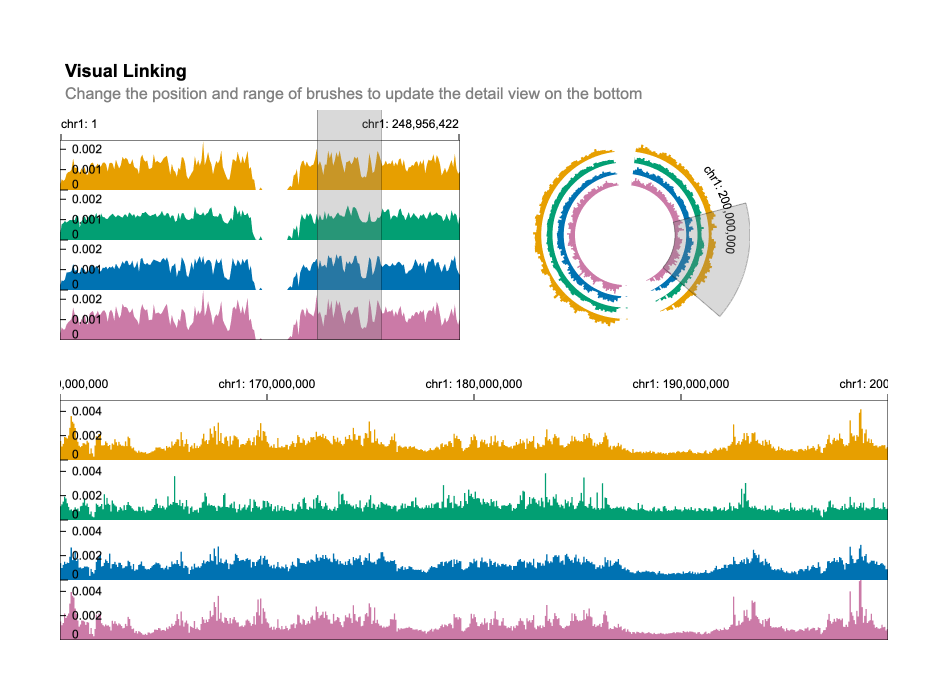 Visual Linking
Change the position and range of brushes to update the detail view on the bottom
chr1: 1
chr1: 248,956,422
0.002
0.001
0
0.002
0.001
0
0.002
0.001
0
0.002
0.001
0
chr1: 200,000,000
0,000,000
chr1: 170,000,000
chr1: 180,000,000
chr1: 190,000,000
chr1: 200
0.004
0.002
0
0.004
0.002
0
0.004
0.002
0
0.004
0.002
0